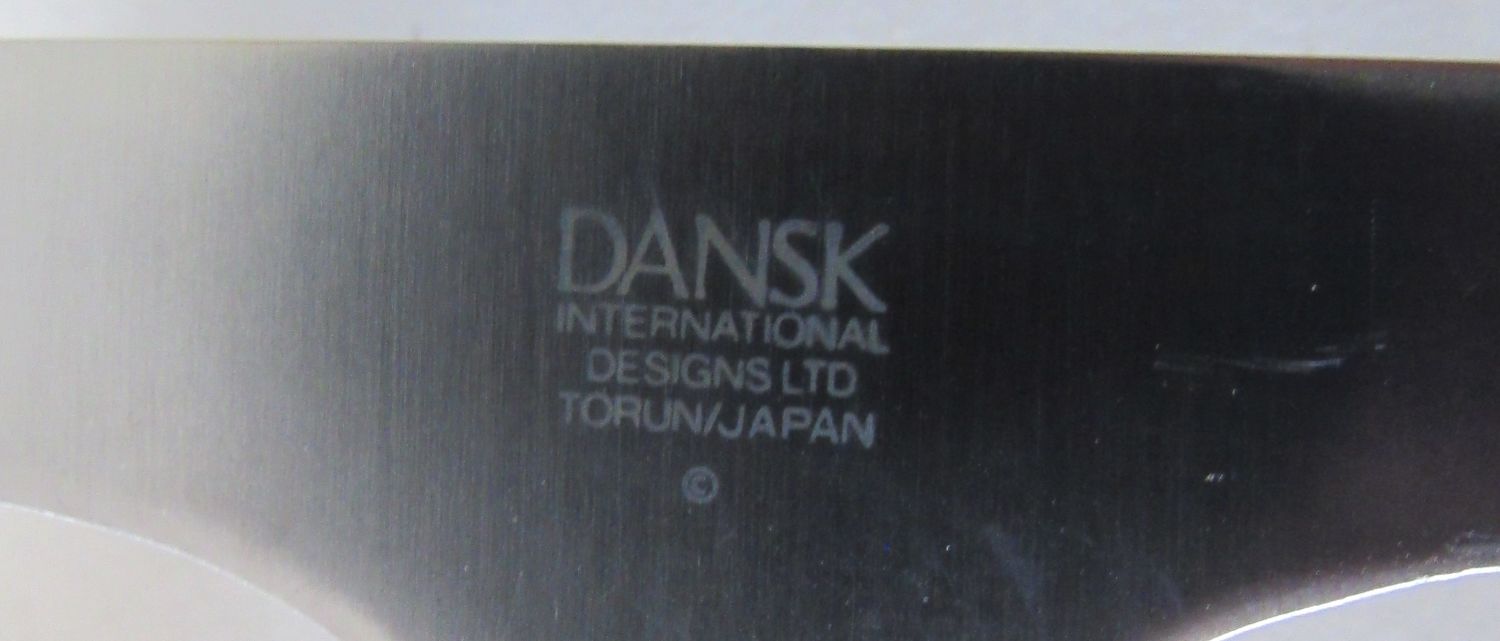 DANSK
INTERNATIONAL
DESIGNS LTD
TORUN/JAPAN
©